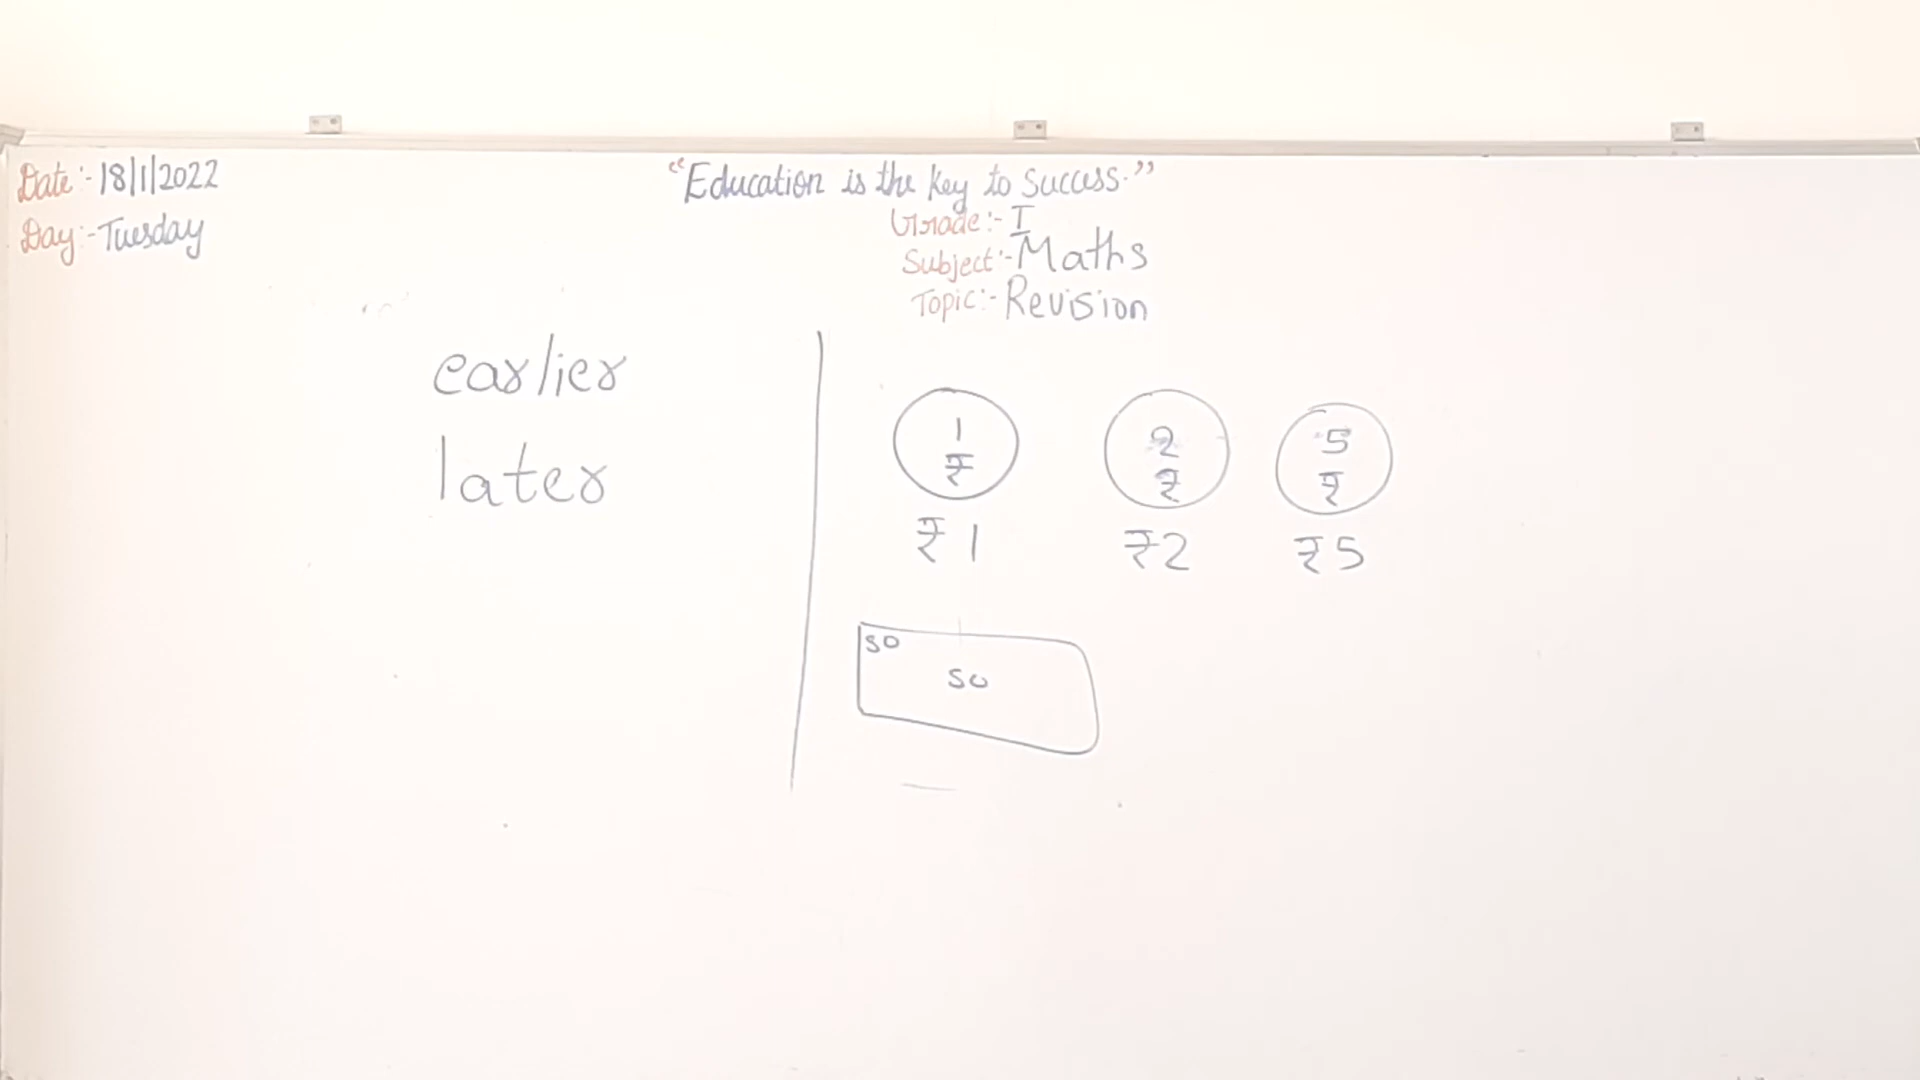 Date:- 18/1/2022
Day:- Tuesday
"Education is the key to success."
Grade:- I
Subject:- Maths
Topic:- Revision
earlier
later
1
₹
2
₹
5
₹
₹1
₹2
₹5
50
50